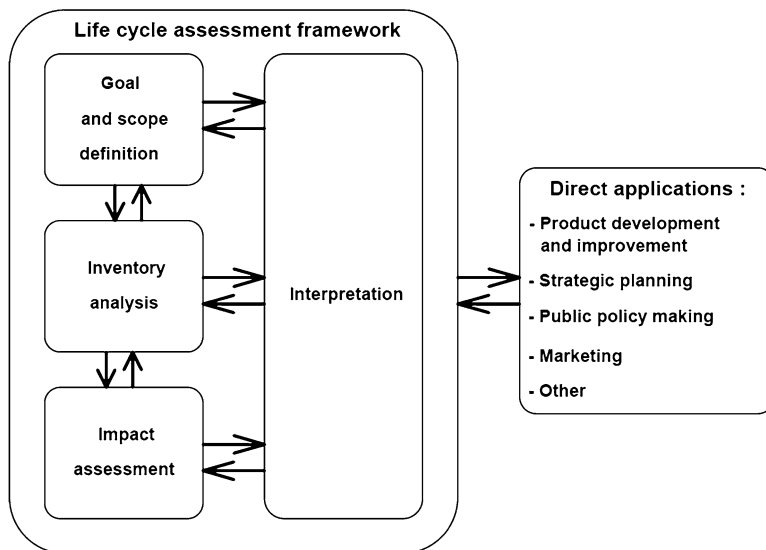 Life cycle assessment framework
Goal
and scope
definition
Inventory
analysis
Impact
assessment
Interpretation
Direct applications :
- Product development
and improvement
- Strategic planning
- Public policy making
- Marketing
- Other